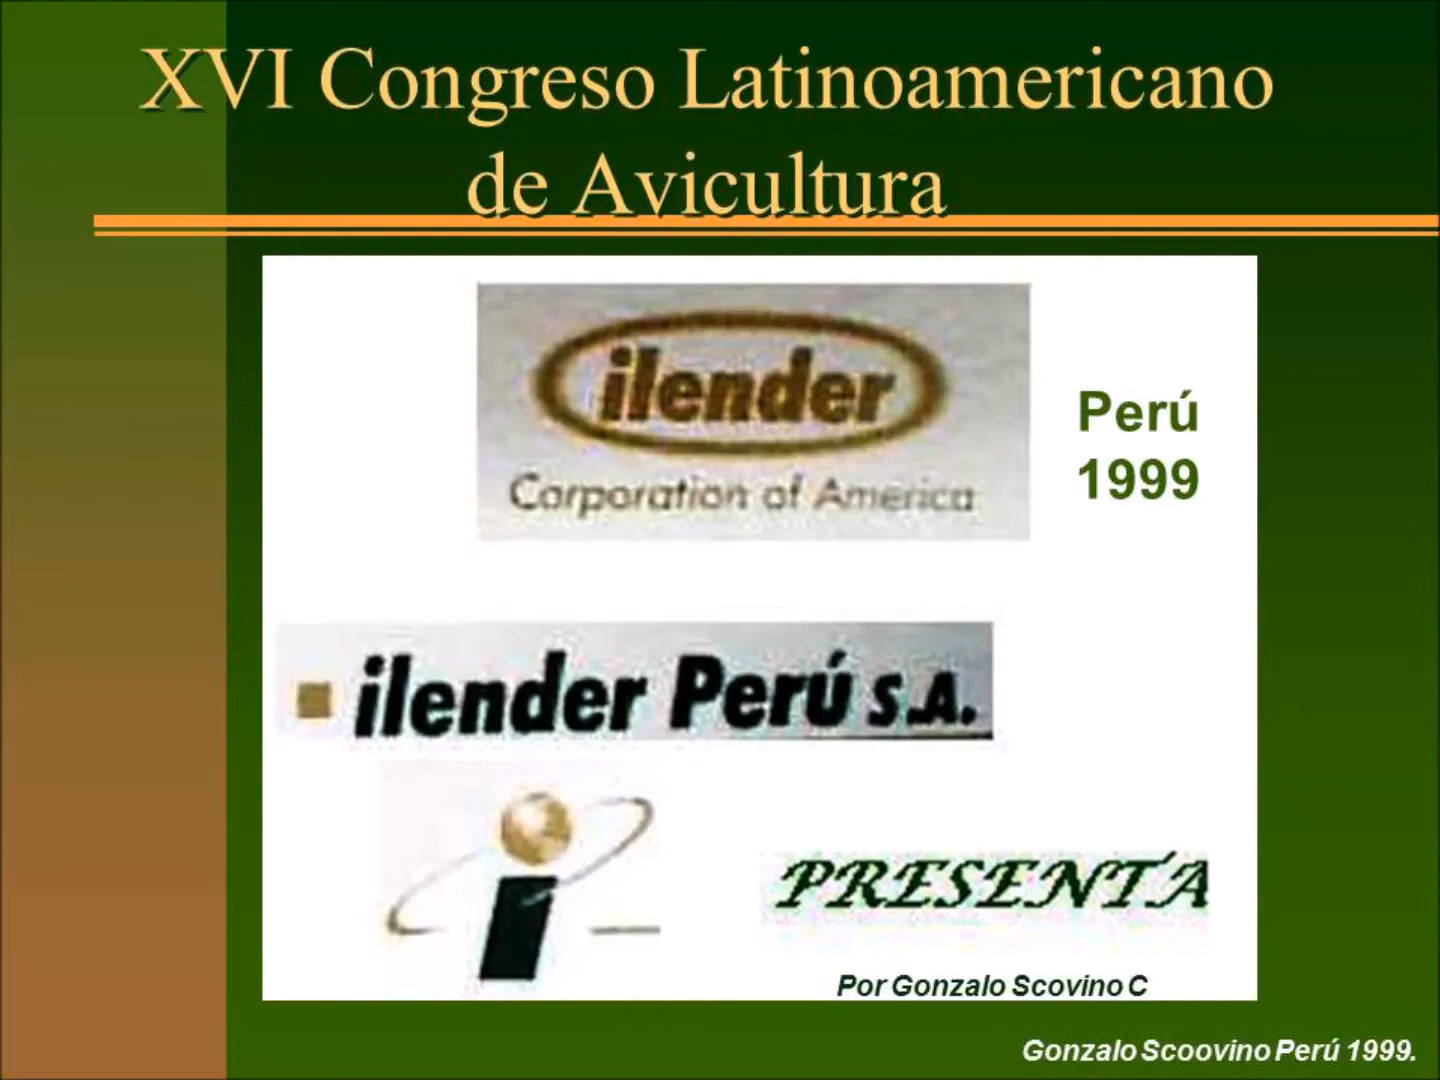 XVI Congreso Latinoamericano
de Avicultura
ilender
Corporation of America
Perú
1999
ilender Perú S.A.
i
PRESENTA
Por Gonzalo Scovino C
Gonzalo Scoovino Perú 1999.